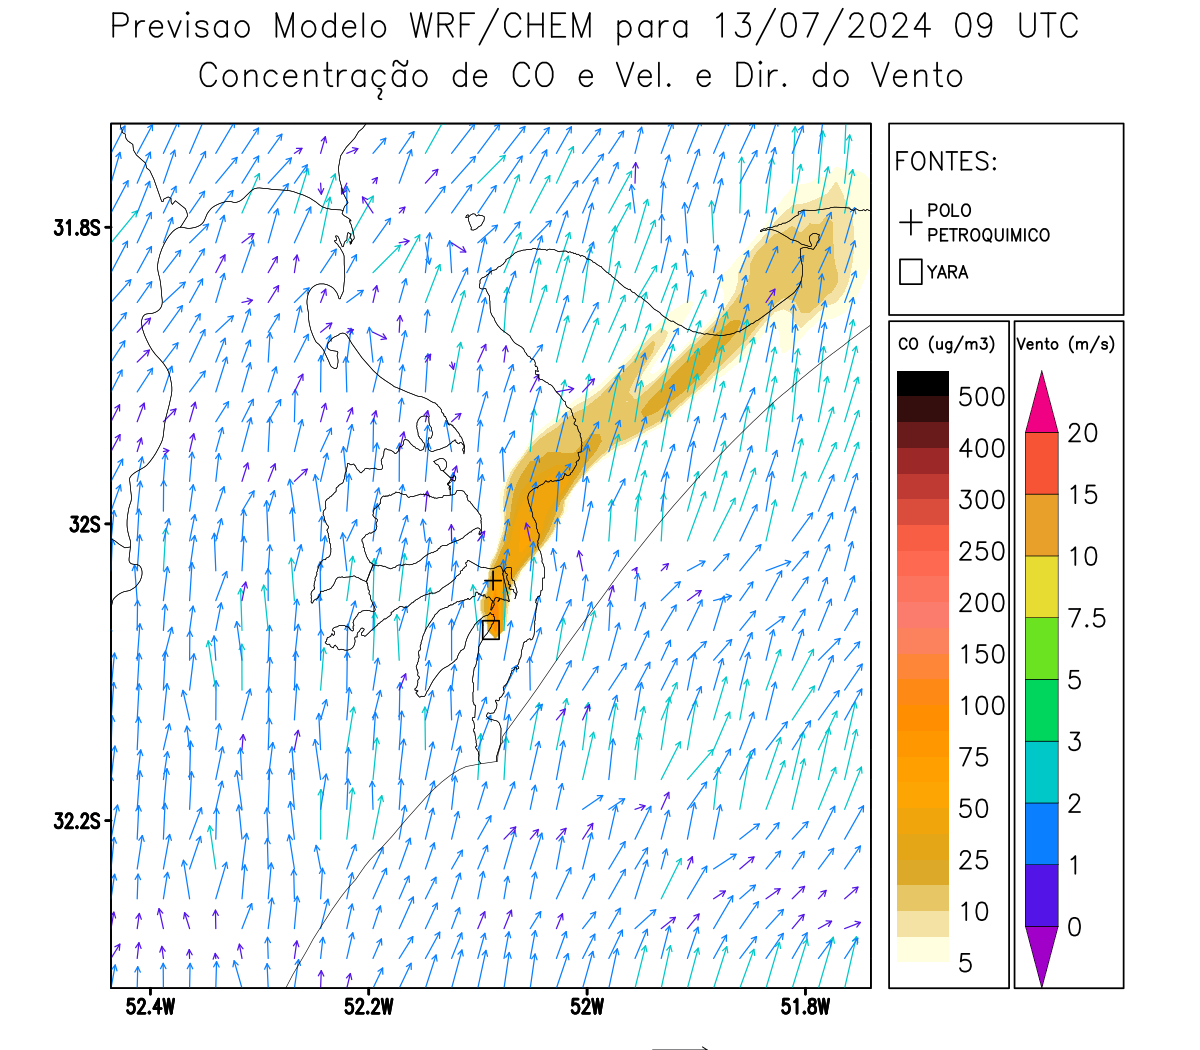 Previsao Modelo WRF/CHEM para 13/07/2024 09 UTC
Concentração de CO e Vel. e Dir. do Vento
FONTES:
POLO
PETROQUIMICO
YARA
CO (ug/m3)
500
400
300
250
200
150
100
75
50
25
10
5
Vento (m/s)
20
15
10
7.5
5
3
2
1
0
31.8S
32S
32.2S
52.4W
52.2W
52W
51.8W